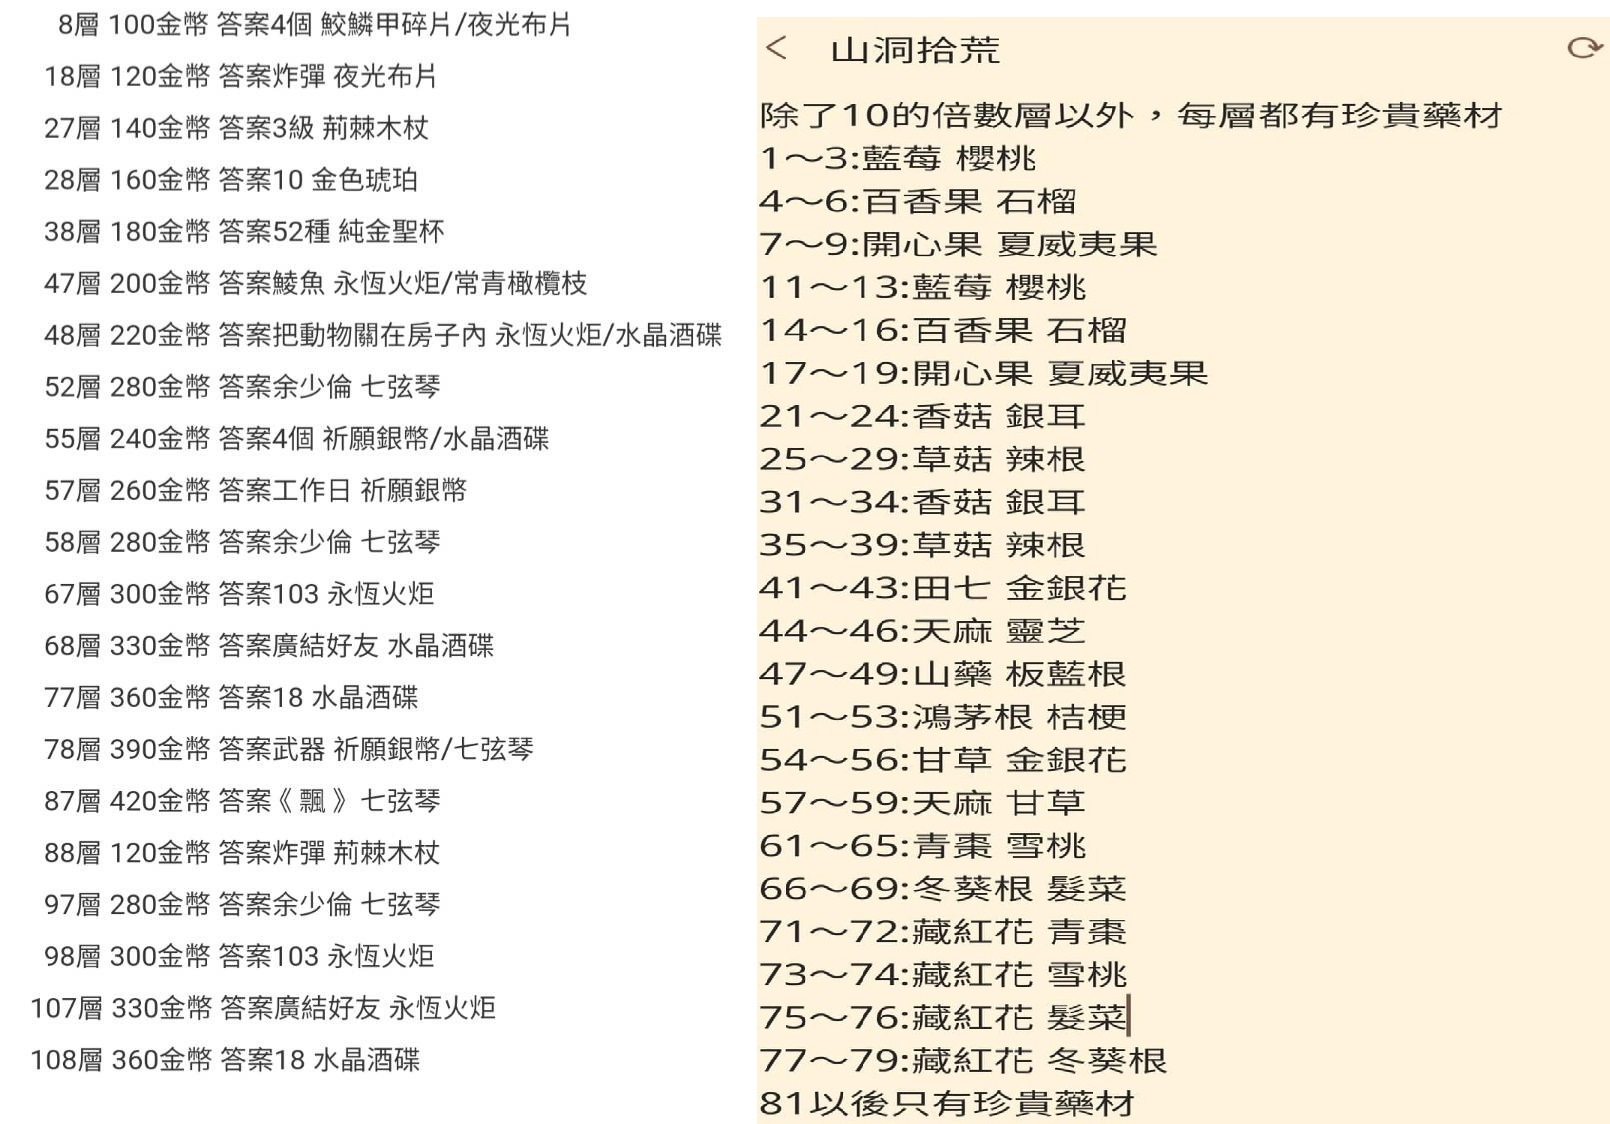 8層 100金幣 答案4個 鮫鱗甲碎片/夜光布片
18層 120金幣 答案炸彈 夜光布片
27層 140金幣 答案3級 荊棘木杖
28層 160金幣 答案10 金色琥珀
38層 180金幣 答案52種 純金聖杯
47層 200金幣 答案鯪魚 永恆火炬/常青橄欖枝
48層 220金幣 答案把動物關在房子內 永恆火炬/水晶酒碟
52層 280金幣 答案余少倫 七弦琴
55層 240金幣 答案4個 祈願銀幣/水晶酒碟
57層 260金幣 答案工作日 祈願銀幣
58層 280金幣 答案余少倫 七弦琴
67層 300金幣 答案103 永恆火炬
68層 330金幣 答案廣結好友 水晶酒碟
77層 360金幣 答案18 水晶酒碟
78層 390金幣 答案武器 祈願銀幣/七弦琴
87層 420金幣 答案《飄》 七弦琴
88層 120金幣 答案炸彈 荊棘木杖
97層 280金幣 答案余少倫 七弦琴
98層 300金幣 答案103 永恆火炬
107層 330金幣 答案廣結好友 永恆火炬
108層 360金幣 答案18 水晶酒碟
山洞拾荒
除了10的倍數層以外，每層都有珍貴藥材
1～3:藍莓 櫻桃
4～6:百香果 石榴
7～9:開心果 夏威夷果
11～13:藍莓 櫻桃
14～16:百香果 石榴
17～19:開心果 夏威夷果
21～24:香菇 銀耳
25～29:草菇 辣根
31～34:香菇 銀耳
35～39:草菇 辣根
41～43:田七 金銀花
44～46:天麻 靈芝
47～49:山藥 板藍根
51～53:鴻茅根 桔梗
54～56:甘草 金銀花
57～59:天麻 甘草
61～65:青棗 雪桃
66～69:冬葵根 髮菜
71～72:藏紅花 青棗
73～74:藏紅花 雪桃
75～76:藏紅花 髮菜
77～79:藏紅花 冬葵根
81以後只有珍貴藥材